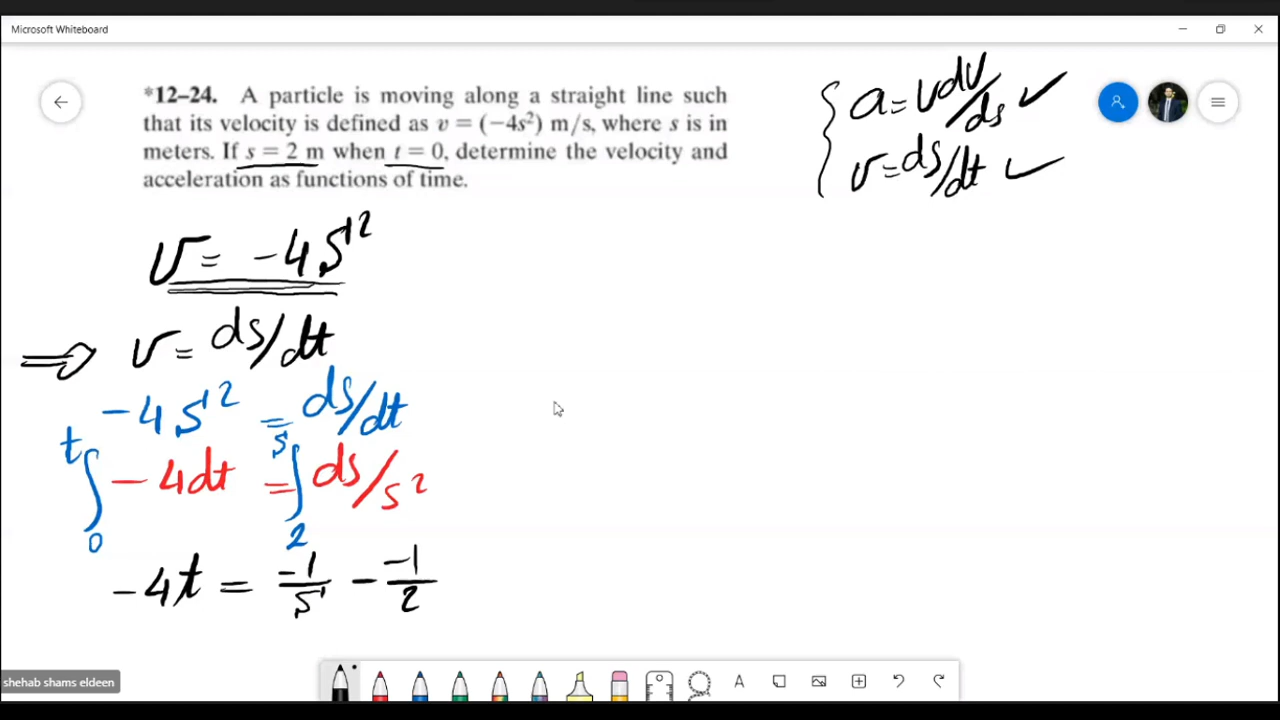 Microsoft Whiteboard
*12–24. A particle is moving along a straight line such
that its velocity is defined as v = (−4s²) m/s, where s is in
meters. If s = 2 m when t = 0, determine the velocity and
acceleration as functions of time.
a = v dv/ds ✓
v = ds/dt ✓
v = -4s²
⇒ v = ds/dt
-4s² = ds/dt
∫₀ᵗ -4dt = ∫₂ˢ ds/s²
-4t = -1/s - -1/2
shehab shams eldeen
A